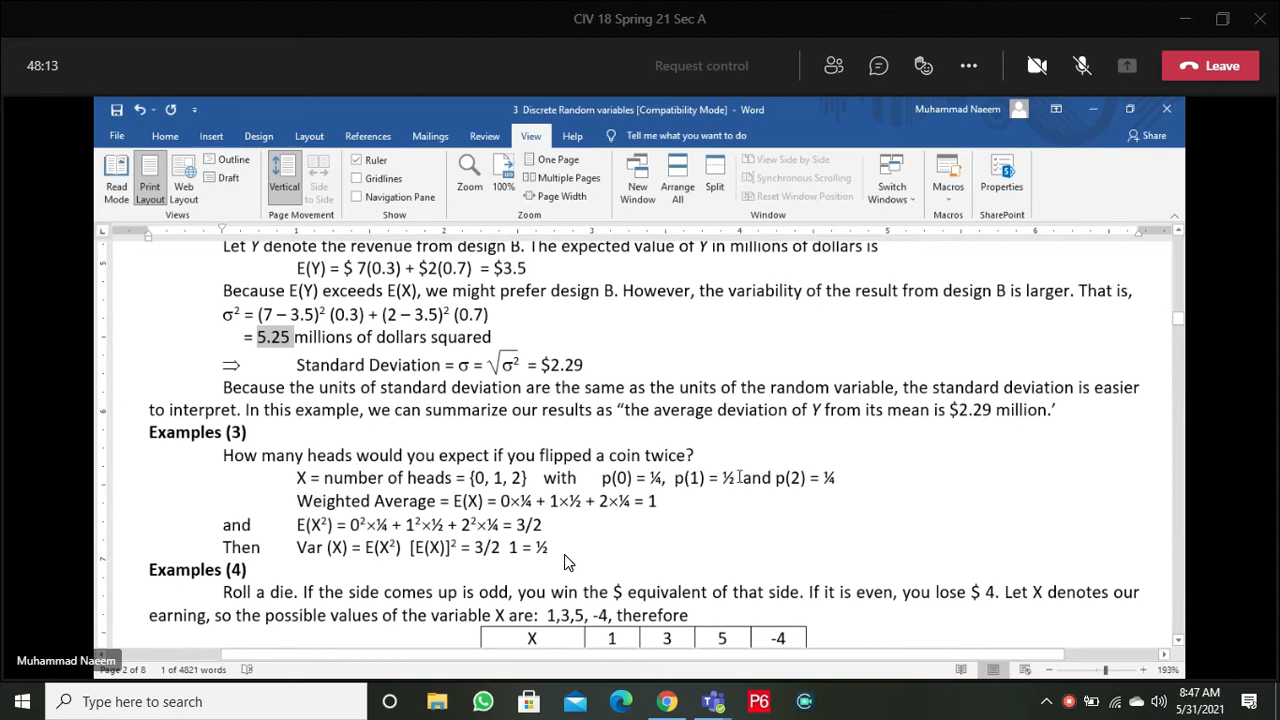 CIV 18 Spring 21 Sec A
48:13
Request control
Leave
3 Discrete Random variables [Compatibility Mode] - Word
Muhammad Naeem
File Home Insert Design Layout References Mailings Review View Help Tell me what you want to do Share
Read Mode
Print Layout
Web Layout
Outline
Draft
Views
Vertical
Side to Side
Page Movement
Ruler
Gridlines
Navigation Pane
Show
Zoom
100%
One Page
Multiple Pages
Page Width
Zoom
New Window
Arrange All
Split
View Side by Side
Synchronous Scrolling
Reset Window Position
Window
Switch Windows
Macros
Macros
Properties
SharePoint
1 2 3 4 5 6
5
6
7
Let Y denote the revenue from design B. The expected value of Y in millions of dollars is
E(Y) = $ 7(0.3) + $2(0.7) = $3.5
Because E(Y) exceeds E(X), we might prefer design B. However, the variability of the result from design B is larger. That is,
σ² = (7 – 3.5)² (0.3) + (2 – 3.5)² (0.7)
= 5.25 millions of dollars squared
⇒ Standard Deviation = σ = √σ² = $2.29
Because the units of standard deviation are the same as the units of the random variable, the standard deviation is easier
to interpret. In this example, we can summarize our results as “the average deviation of Y from its mean is $2.29 million.’
Examples (3)
How many heads would you expect if you flipped a coin twice?
X = number of heads = {0, 1, 2} with p(0) = ¼, p(1) = ½ and p(2) = ¼
Weighted Average = E(X) = 0×¼ + 1×½ + 2×¼ = 1
and E(X²) = 0²×¼ + 1²×½ + 2²×¼ = 3/2
Then Var (X) = E(X²) [E(X)]² = 3/2 1 = ½
Examples (4)
Roll a die. If the side comes up is odd, you win the $ equivalent of that side. If it is even, you lose $ 4. Let X denotes our
earning, so the possible values of the variable X are: 1,3,5, -4, therefore
X 1 3 5 -4
Muhammad Naeem
Page 2 of 8 1 of 4821 words
193%
Type here to search
P6
8:47 AM
5/31/2021